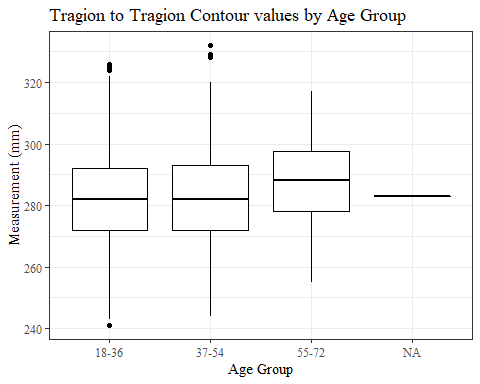 Tragion to Tragion Contour values by Age Group
Measurement (mm)
320
300
280
260
240
18-36 37-54 55-72 NA
Age Group